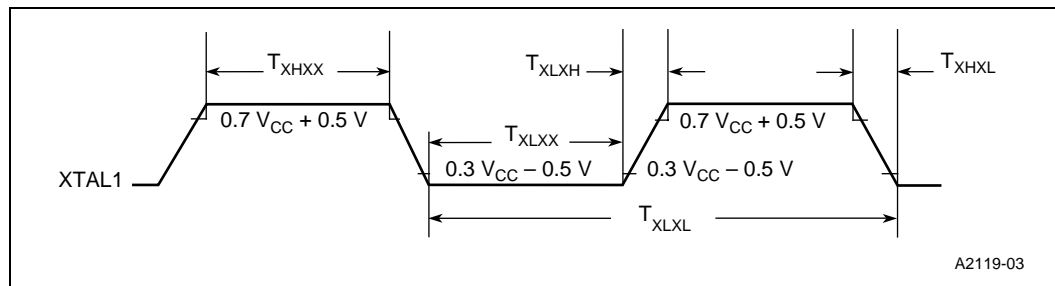 T_XHXX
T_XLXH
T_XHXL
0.7 V_CC + 0.5 V
T_XLXX
0.7 V_CC + 0.5 V
0.3 V_CC – 0.5 V
0.3 V_CC – 0.5 V
XTAL1
T_XLXL
A2119-03